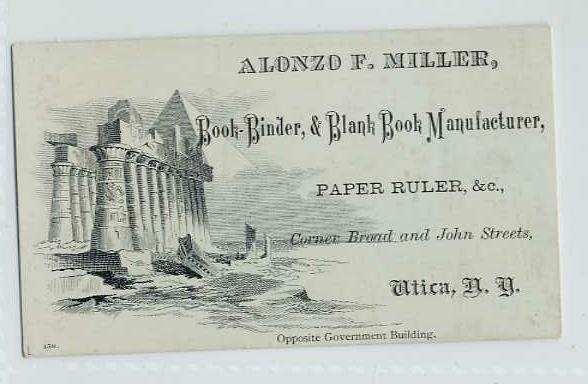 ALONZO F. MILLER,
Book-Binder, & Blank Book Manufacturer,
PAPER RULER, &c.,
Corner Broad and John Streets,
Utica, N. Y.
Opposite Government Building.